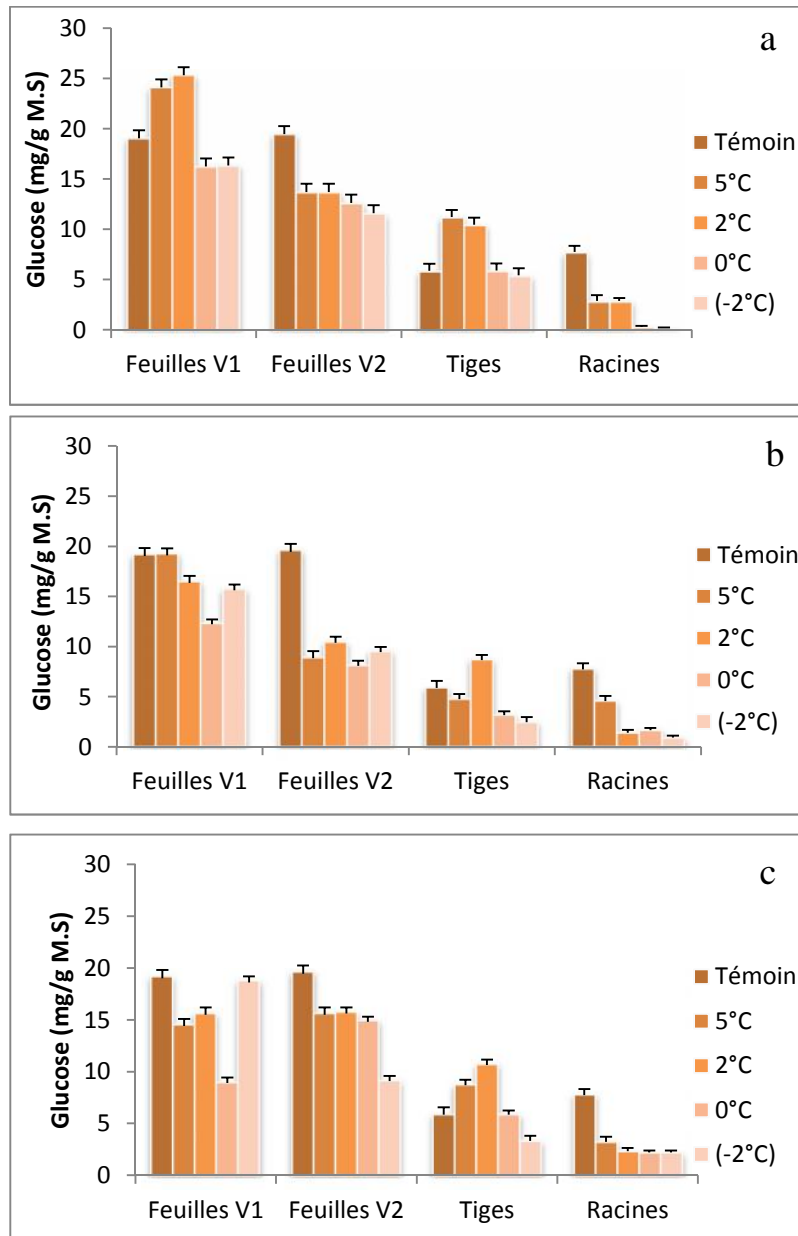 a
Glucose (mg/g M.S)
30
25
20
15
10
5
0
Feuilles V1 Feuilles V2 Tiges Racines
Témoin
5°C
2°C
0°C
(-2°C)
b
Glucose (mg/g M.S)
30
25
20
15
10
5
0
Feuilles V1 Feuilles V2 Tiges Racines
Témoin
5°C
2°C
0°C
(-2°C)
c
Glucose (mg/g M.S)
30
25
20
15
10
5
0
Feuilles V1 Feuilles V2 Tiges Racines
Témoin
5°C
2°C
0°C
(-2°C)